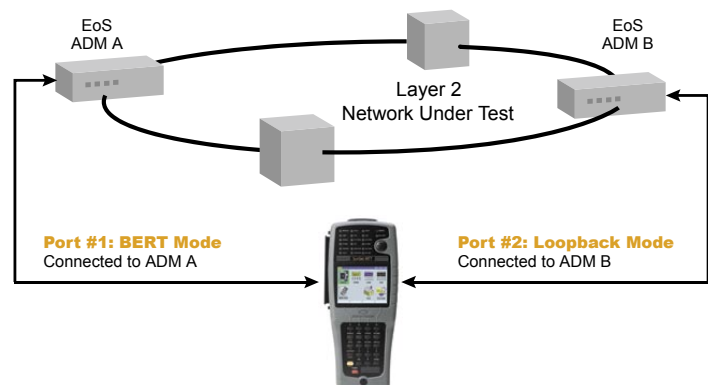 EoS
ADM A
EoS
ADM B
Layer 2
Network Under Test
Port #1: BERT Mode
Connected to ADM A
Port #2: Loopback Mode
Connected to ADM B